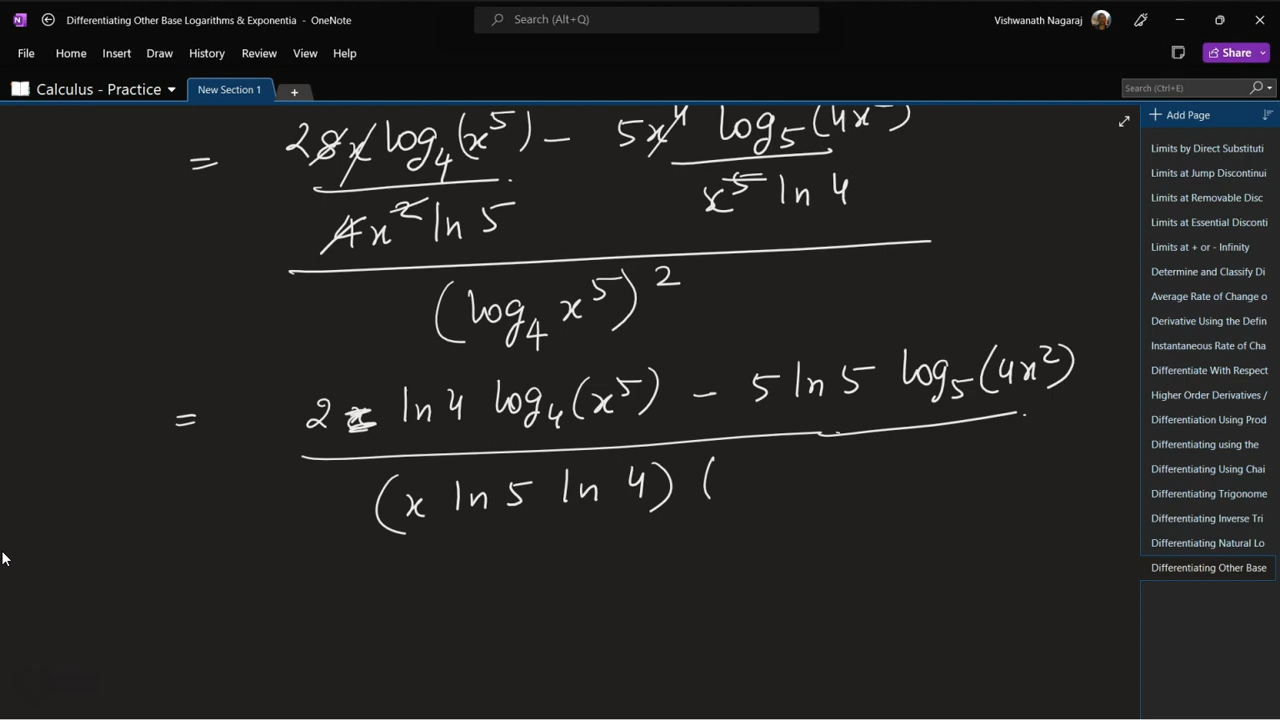 Differentiating Other Base Logarithms & Exponentia - OneNote
Search (Alt+Q)
Vishwanath Nagaraj
File Home Insert Draw History Review View Help
Share
Calculus - Practice
New Section 1
+
Search (Ctrl+E)
Add Page
Limits by Direct Substituti
Limits at Jump Discontinui
Limits at Removable Disc
Limits at Essential Disconti
Limits at + or - Infinity
Determine and Classify Di
Average Rate of Change o
Derivative Using the Defin
Instantaneous Rate of Cha
Differentiate With Respect
Higher Order Derivatives /
Differentiation Using Prod
Differentiating using the
Differentiating Using Chai
Differentiating Trigonome
Differentiating Inverse Tri
Differentiating Natural Lo
Differentiating Other Base
2 8x log₄(x⁵) - 5x⁴ log₅(4x²)
=
4x² ln 5 x⁵ ln 4
(log₄ x⁵)²
= 2 ln 4 log₄(x⁵) - 5 ln 5 log₅(4x²)
(x ln 5 ln 4) (